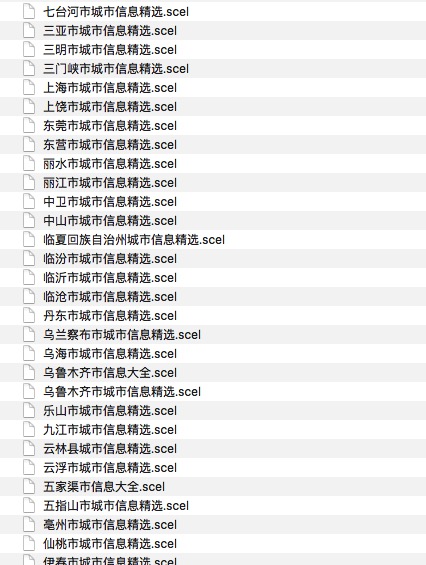 七台河市城市信息精选.scel
三亚市城市信息精选.scel
三明市城市信息精选.scel
三门峡市城市信息精选.scel
上海市城市信息精选.scel
上饶市城市信息精选.scel
东莞市城市信息精选.scel
东营市城市信息精选.scel
丽水市城市信息精选.scel
丽江市城市信息精选.scel
中卫市城市信息精选.scel
中山市城市信息精选.scel
临夏回族自治州城市信息精选.scel
临汾市城市信息精选.scel
临沂市城市信息精选.scel
临沧市城市信息精选.scel
丹东市城市信息精选.scel
乌兰察布市城市信息精选.scel
乌海市城市信息精选.scel
乌鲁木齐市信息大全.scel
乌鲁木齐市城市信息精选.scel
乐山市城市信息精选.scel
九江市城市信息精选.scel
云林县城市信息精选.scel
云浮市城市信息精选.scel
五家渠市信息大全.scel
五指山市城市信息精选.scel
亳州市城市信息精选.scel
仙桃市城市信息精选.scel
伊春市城市信息精选.scel